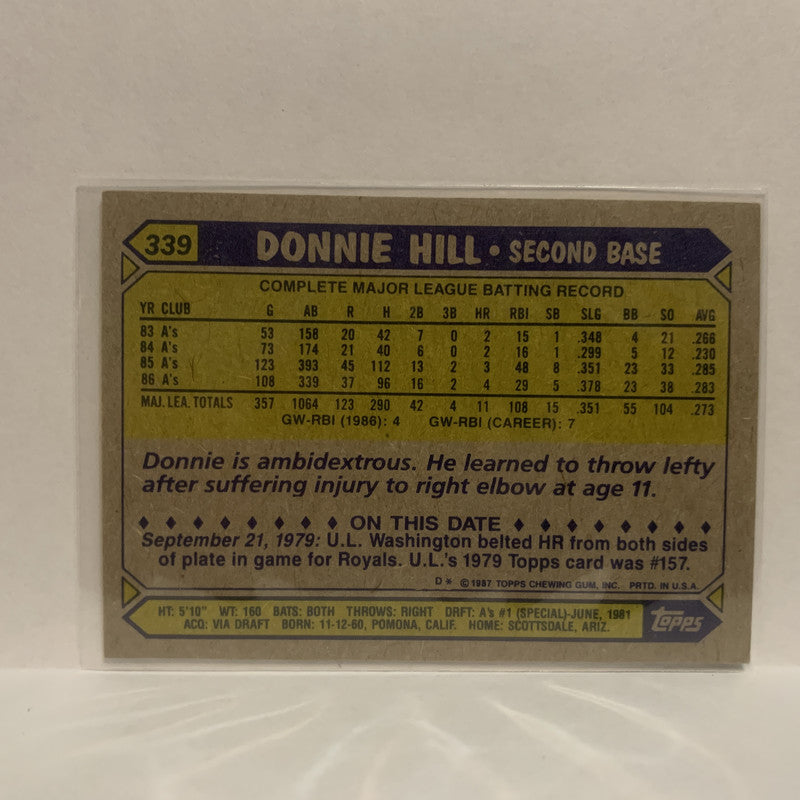 339 DONNIE HILL • SECOND BASE
COMPLETE MAJOR LEAGUE BATTING RECORD
YR CLUB G AB R H 2B 3B HR RBI SB SLG BB SO AVG
83 A's 53 158 20 42 7 0 2 15 1 .348 4 21 .266
84 A's 73 174 21 40 6 0 2 16 1 .299 5 12 .230
85 A's 123 393 45 112 13 2 3 48 8 .351 23 33 .285
86 A's 108 339 37 96 16 2 4 29 5 .378 23 38 .283
MAJ. LEA. TOTALS 357 1064 123 290 42 4 11 108 15 .351 55 104 .273
GW-RBI (1986): 4 GW-RBI (CAREER): 7
Donnie is ambidextrous. He learned to throw lefty
after suffering injury to right elbow at age 11.
♦ ♦ ♦ ♦ ♦ ♦ ♦ ♦ ON THIS DATE ♦ ♦ ♦ ♦ ♦ ♦ ♦ ♦
September 21, 1979: U.L. Washington belted HR from both sides
of plate in game for Royals. U.L.'s 1979 Topps card was #157.
D* © 1987 TOPPS CHEWING GUM, INC. PRTD. IN U.S.A.
HT: 5'10" WT: 160 BATS: BOTH THROWS: RIGHT DRFT: A's #1 (SPECIAL)-JUNE, 1981
ACQ: VIA DRAFT BORN: 11-12-60, POMONA, CALIF. HOME: SCOTTSDALE, ARIZ.
Topps